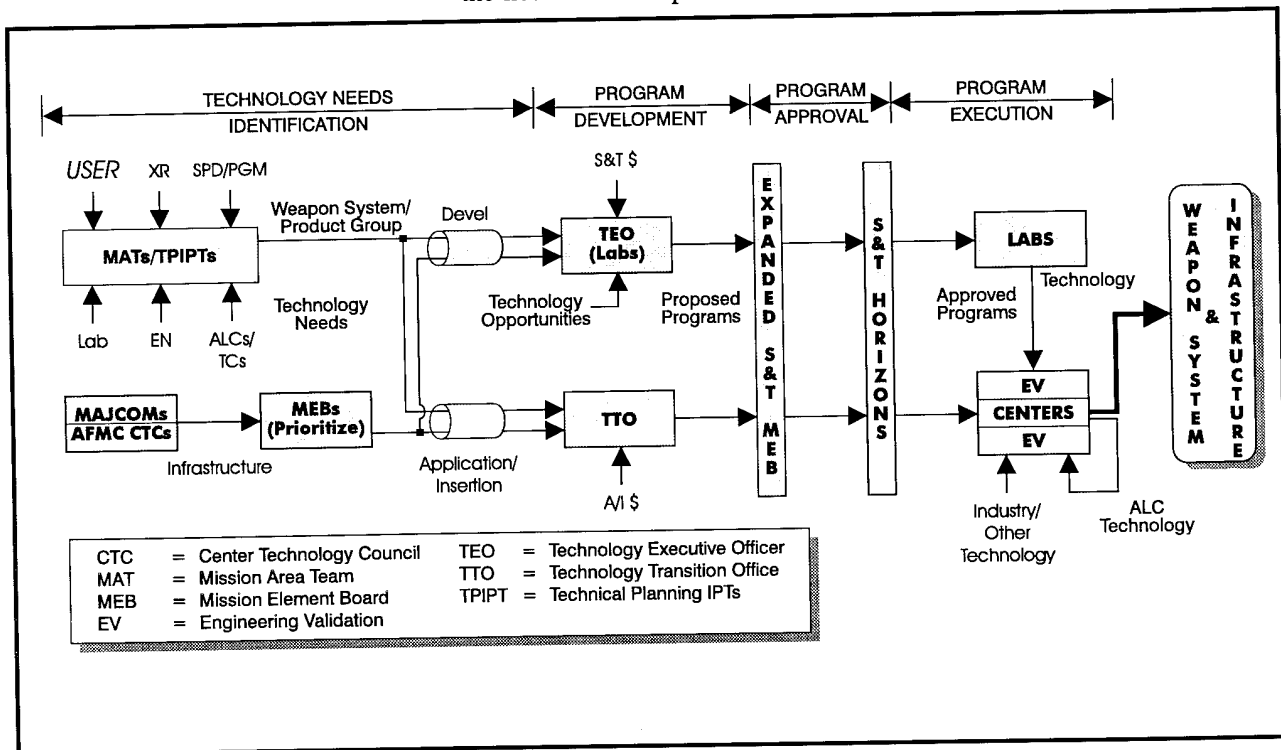 TECHNOLOGY NEEDS
IDENTIFICATION
PROGRAM
DEVELOPMENT
PROGRAM
APPROVAL
PROGRAM
EXECUTION
USER
XR
SPD/PGM
S&T $
Weapon System/
Product Group
Devel
MATs/TPIPTs
TEO
(Labs)
Technology
Needs
Technology
Opportunities
Proposed
Programs
Lab
EN
ALCs/
TCs
EXPANDED S&T MEB
S&T HORIZONS
LABS
Technology
Approved
Programs
WEAPON SYSTEM
&
INFRASTRUCTURE
MAJCOMs
AFMC CTCs
Infrastructure
MEBs
(Prioritize)
Application/
Insertion
TTO
A/I $
EV
CENTERS
EV
Industry/
Other
Technology
ALC
Technology
CTC = Center Technology Council
MAT = Mission Area Team
MEB = Mission Element Board
EV = Engineering Validation
TEO = Technology Executive Officer
TTO = Technology Transition Office
TPIPT = Technical Planning IPTs